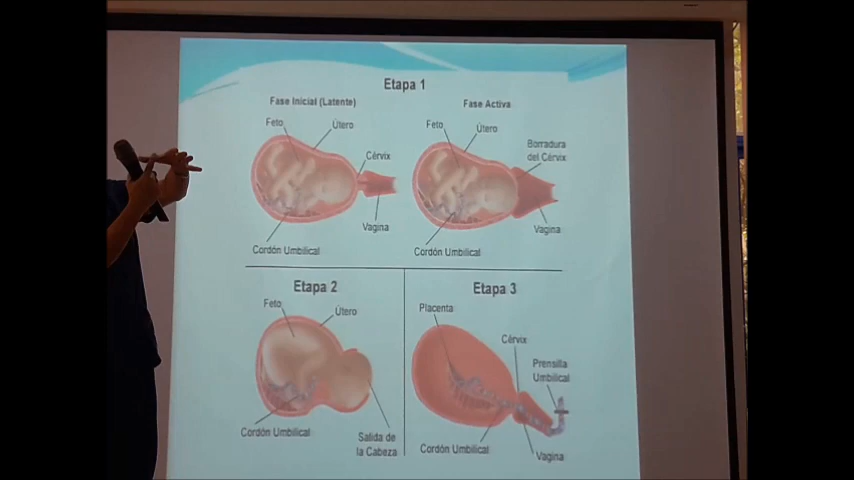 Etapa 1
Fase Inicial (Latente)
Fase Activa
Feto
Útero
Cérvix
Vagina
Cordón Umbilical
Feto
Útero
Borradura
del Cérvix
Vagina
Cordón Umbilical
Etapa 2
Feto
Útero
Cordón Umbilical
Salida de
la Cabeza
Etapa 3
Placenta
Cérvix
Prensilla
Umbilical
Cordón Umbilical
Vagina